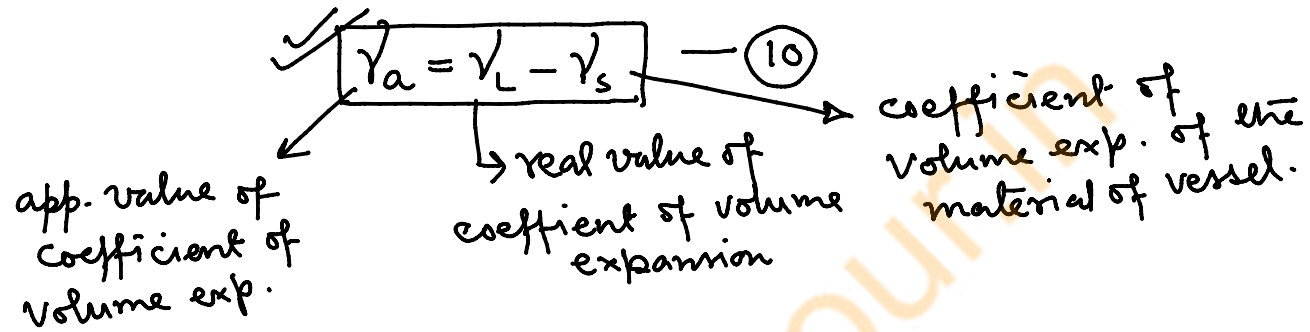 γa = γL − γs — 10
app. value of
coefficient of
volume exp.
real value of
coeffient of volume
expansion
coefficient of
volume exp. of the
material of vessel.
ourin